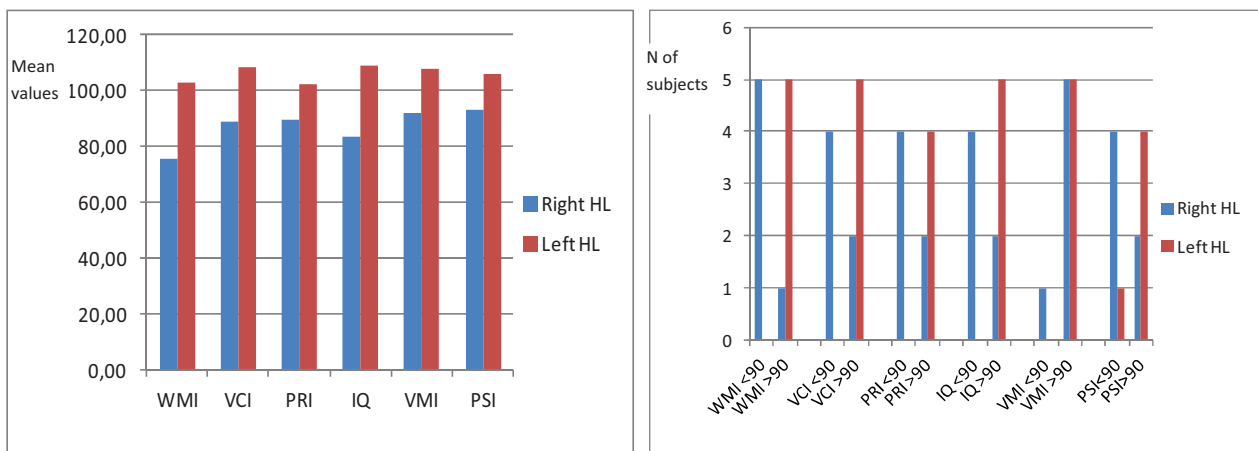 Mean
values
120,00
100,00
80,00
60,00
40,00
20,00
0,00
WMI VCI PRI IQ VMI PSI
Right HL
Left HL
N of
subjects
6
5
4
3
2
1
0
WMI <90
WMI >90
VCI <90
VCI >90
PRI <90
PRI >90
IQ <90
IQ >90
VMI <90
VMI >90
PSI<90
PSI>90
Right HL
Left HL